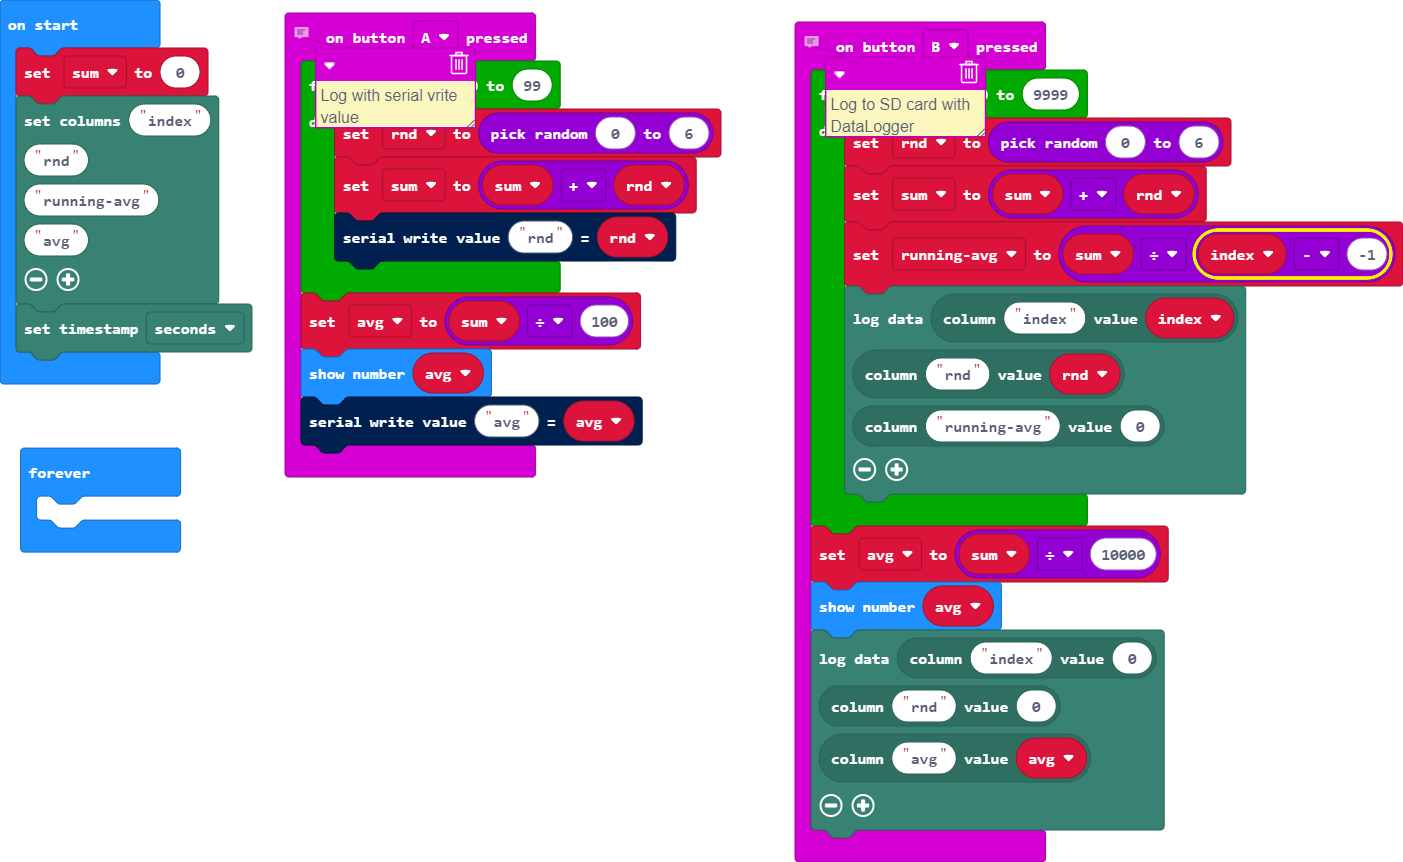 on start
set sum to 0
set columns "index"
"rnd"
"running-avg"
"avg"
set timestamp seconds
forever
on button A pressed
Log with serial vrite
value
to 99
set rnd to pick random 0 to 6
set sum to sum + rnd
serial write value "rnd" = rnd
set avg to sum ÷ 100
show number avg
serial write value "avg" = avg
on button B pressed
Log to SD card with
DataLogger
to 9999
set rnd to pick random 0 to 6
set sum to sum + rnd
set running-avg to sum ÷ index - -1
log data column "index" value index
column "rnd" value rnd
column "running-avg" value 0
set avg to sum ÷ 10000
show number avg
log data column "index" value 0
column "rnd" value 0
column "avg" value avg